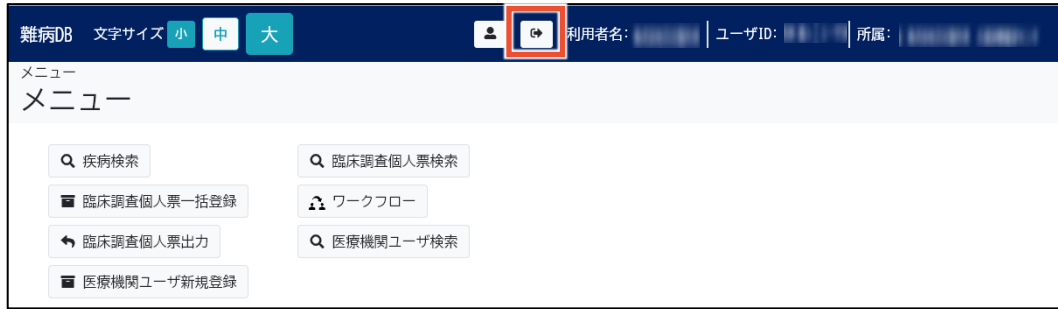 難病DB 文字サイズ 小 中 大 利用者名: ユーザID: 所属:
メニュー
メニュー
疾病検索 臨床調査個人票検索
臨床調査個人票一括登録 ワークフロー
臨床調査個人票出力 医療機関ユーザ検索
医療機関ユーザ新規登録